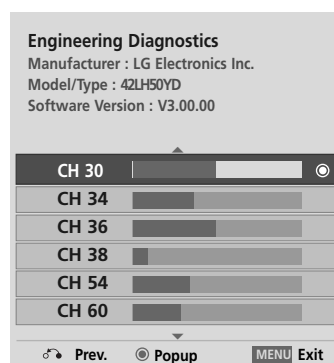 Engineering Diagnostics
Manufacturer : LG Electronics Inc.
Model/Type : 42LH50YD
Software Version : V3.00.00
CH 30
CH 34
CH 36
CH 38
CH 54
CH 60
Prev. Popup MENU Exit